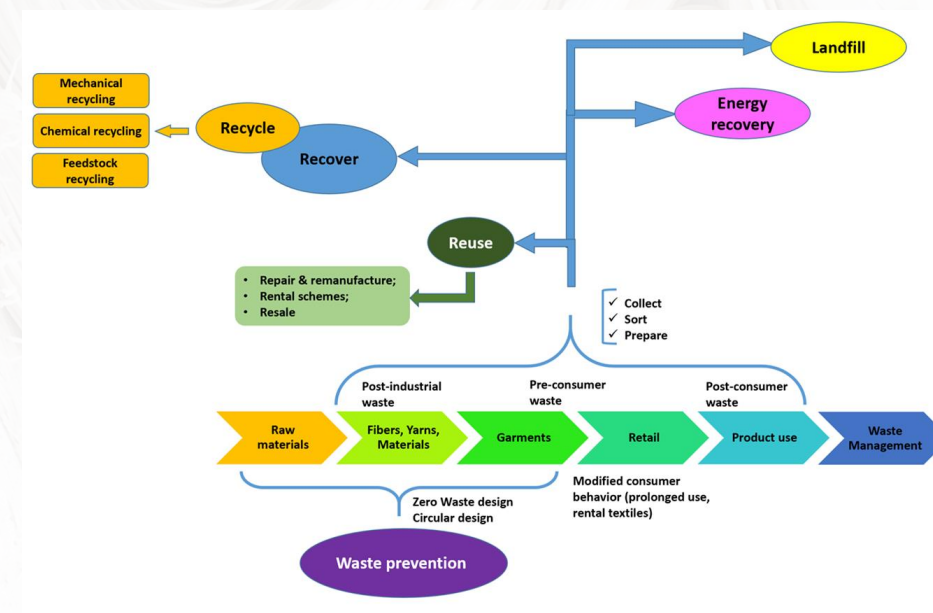 Landfill
Energy
recovery
Mechanical
recycling
Chemical recycling
Feedstock
recycling
Recycle
Recover
Reuse
• Repair & remanufacture;
• Rental schemes;
• Resale
✓ Collect
✓ Sort
✓ Prepare
Post-industrial
waste
Pre-consumer
waste
Post-consumer
waste
Raw
materials
Fibers, Yarns,
Materials
Garments
Retail
Product use
Waste
Management
Zero Waste design
Circular design
Modified consumer
behavior (prolonged use,
rental textiles)
Waste prevention